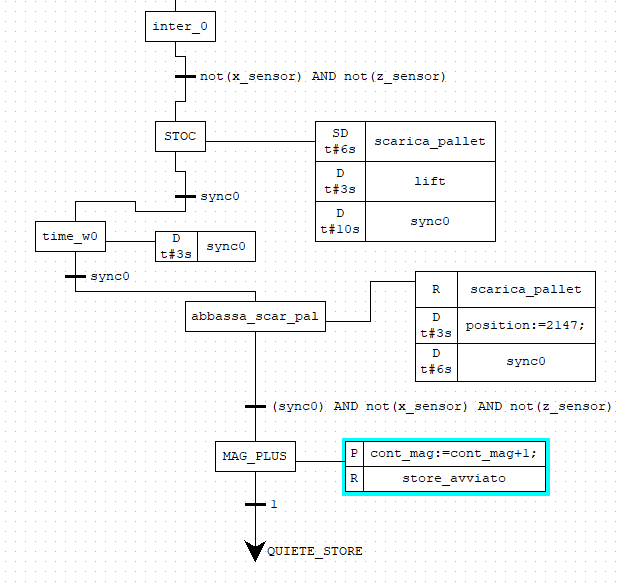 inter_0
not(x_sensor) AND not(z_sensor)
STOC
SD
t#6s
scarica_pallet
D
t#3s
lift
D
t#10s
sync0
sync0
time_w0
D
t#3s
sync0
sync0
abbassa_scar_pal
R
scarica_pallet
D
t#3s
position:=2147;
D
t#6s
sync0
(sync0) AND not(x_sensor) AND not(z_sensor)
MAG_PLUS
P
cont_mag:=cont_mag+1;
R
store_avviato
1
QUIETE_STORE